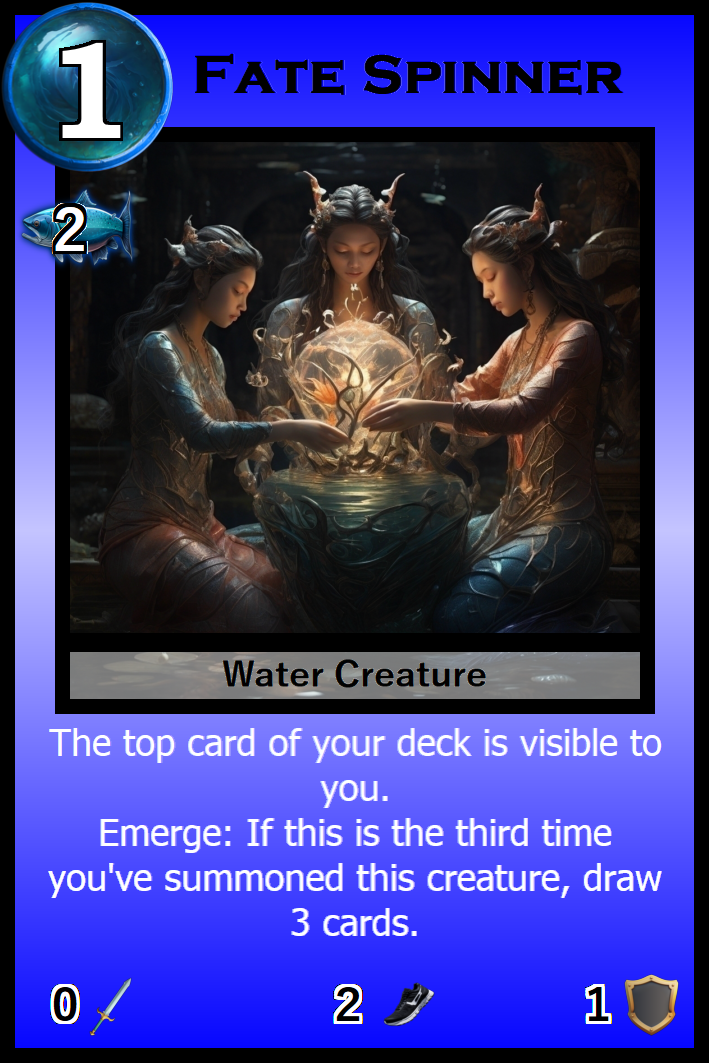 1
FATE SPINNER
2
Water Creature
The top card of your deck is visible to
you.
Emerge: If this is the third time
you've summoned this creature, draw
3 cards.
0 2 1